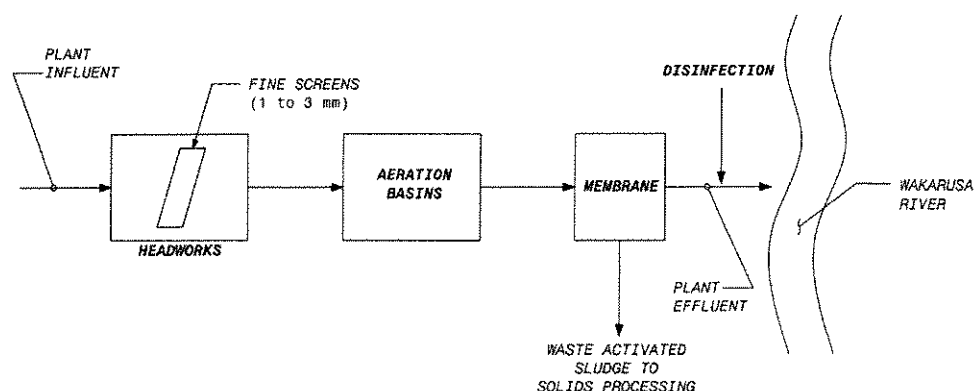 PLANT
INFLUENT
FINE SCREENS
(1 to 3 mm)
HEADWORKS
AERATION
BASINS
MEMBRANE
DISINFECTION
WAKARUSA
RIVER
PLANT
EFFLUENT
WASTE ACTIVATED
SLUDGE TO
SOLIDS PROCESSING